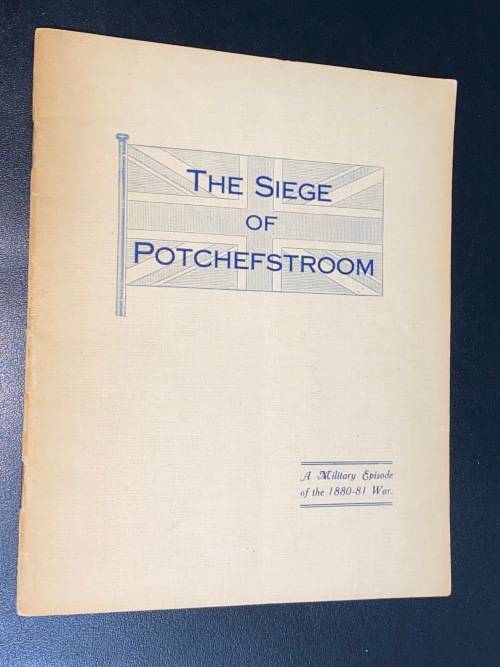 THE SIEGE
OF
POTCHEFSTROOM
A Military Episode
of the 1880-81 War.